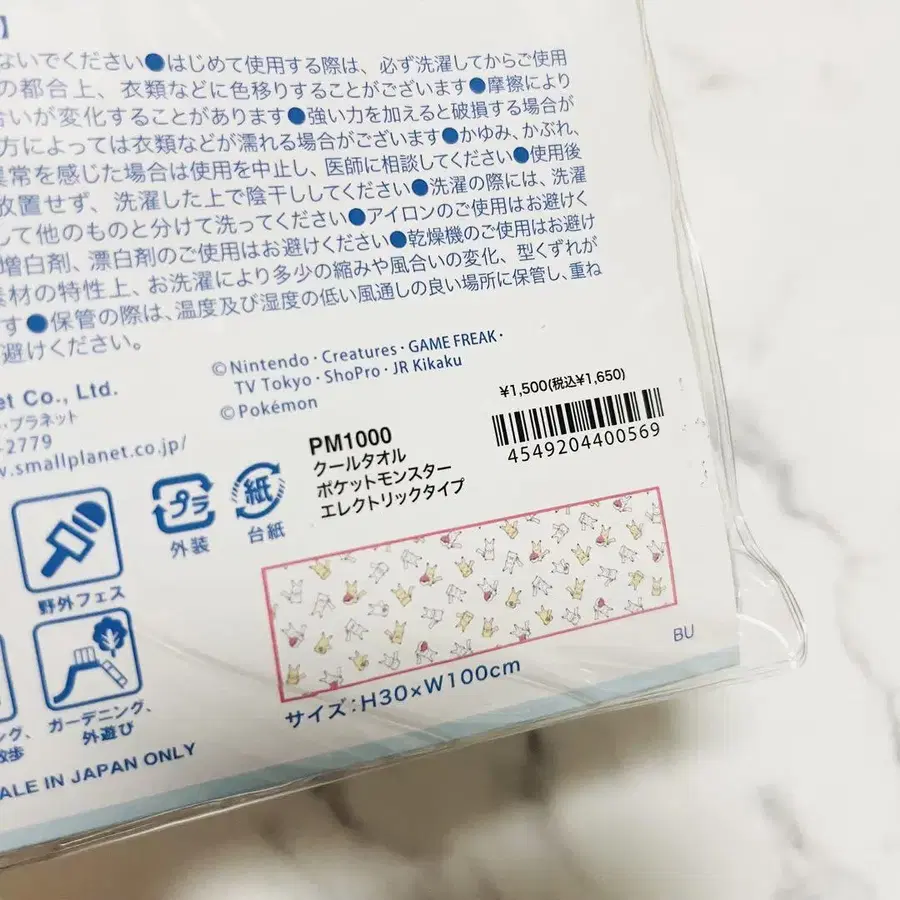 】
ないでください●はじめて使用する際は、必ず洗濯してからご使用
の都合上、衣類などに色移りすることがございます●摩擦により
合いが変化することがあります●強い力を加えると破損する場合が
方によっては衣類などが濡れる場合がございます●かゆみ、かぶれ、
異常を感じた場合は使用を中止し、医師に相談してください●使用後
放置せず、洗濯した上で陰干ししてください●洗濯の際には、洗濯
して他のものと分けて洗ってください●アイロンのご使用はお避けく
増白剤、漂白剤のご使用はお避けください●乾燥機のご使用はお避け
素材の特性上、お洗濯により多少の縮みや風合いの変化、型くずれが
す●保管の際は、温度及び湿度の低い風通しの良い場所に保管し、重ね
避けください。
©Nintendo・Creatures・GAME FREAK・
TV Tokyo・ShoPro・JR Kikaku
©Pokémon
et Co., Ltd.
・プラネット
-2779
w.smallplanet.co.jp/
¥1,500(税込¥1,650)
4549204400569
PM1000
クールタオル
ポケットモンスター
エレクトリックタイプ
プラ
外装
紙
台紙
野外フェス
ガーデニング、
外遊び
ング、
散歩
BU
サイズ:H30×W100cm
ALE IN JAPAN ONLY